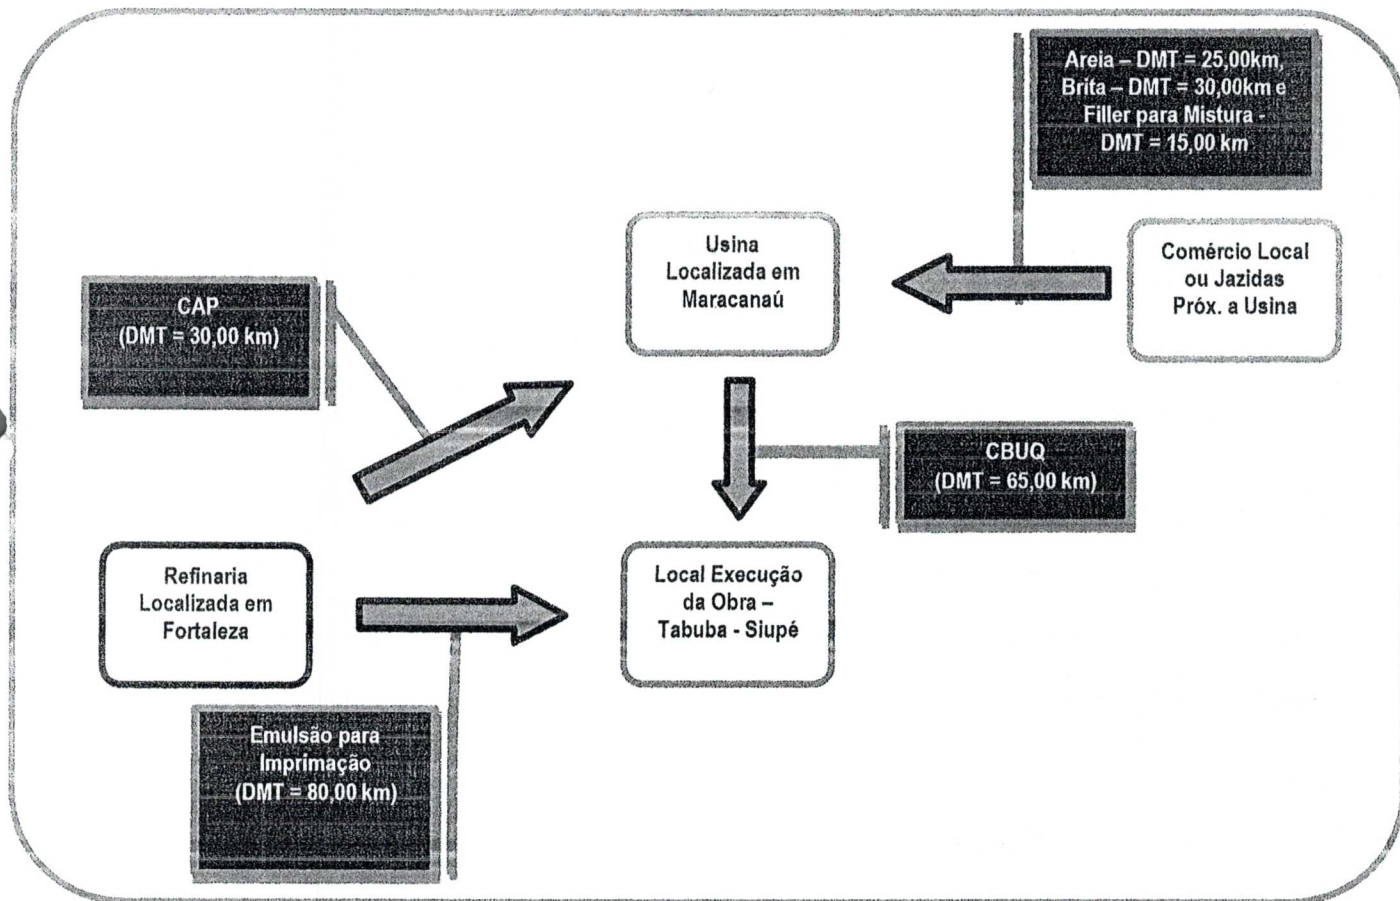 Areia – DMT = 25,00km,
Brita – DMT = 30,00km e
Filler para Mistura -
DMT = 15,00 km
Usina
Localizada em
Maracanaú
Comércio Local
ou Jazidas
Próx. a Usina
CAP
(DMT = 30,00 km)
CBUQ
(DMT = 65,00 km)
Refinaria
Localizada em
Fortaleza
Local Execução
da Obra –
Tabuba - Siupé
Emulsão para
Imprimação
(DMT = 80,00 km)